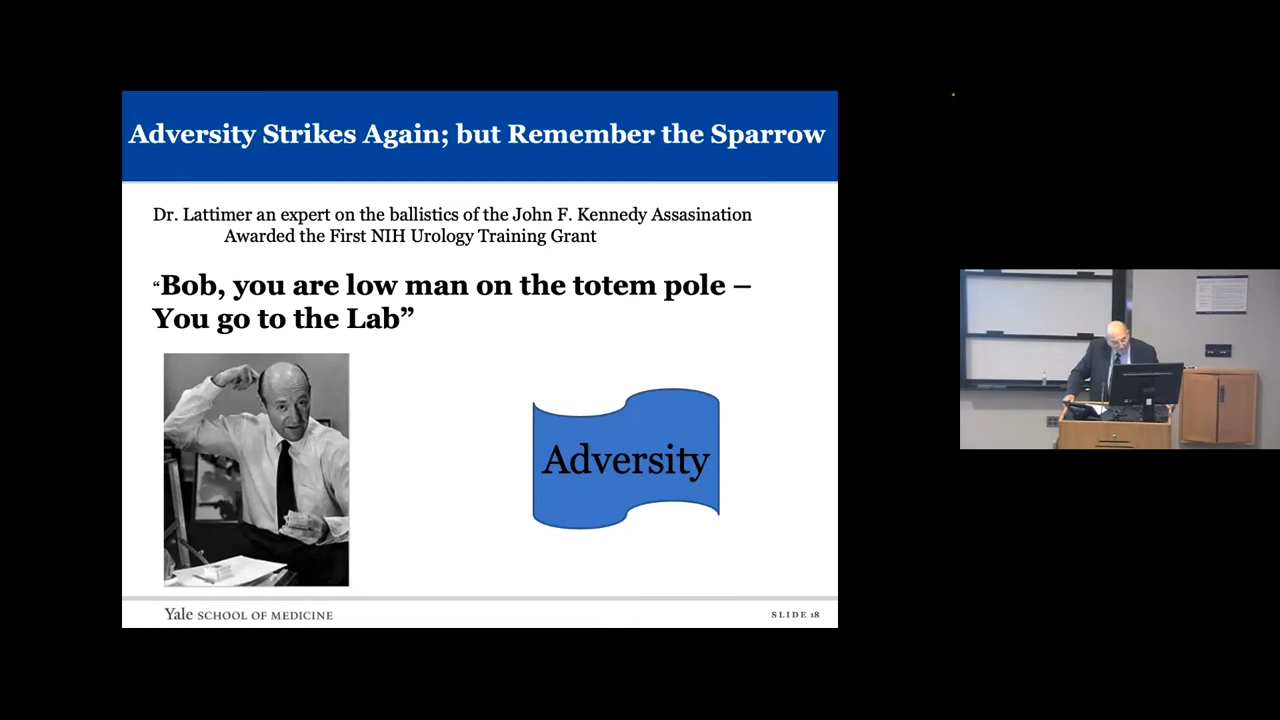 Adversity Strikes Again; but Remember the Sparrow
Dr. Lattimer an expert on the ballistics of the John F. Kennedy Assasination
Awarded the First NIH Urology Training Grant
“Bob, you are low man on the totem pole –
You go to the Lab”
Adversity
Yale SCHOOL OF MEDICINE
SLIDE 18